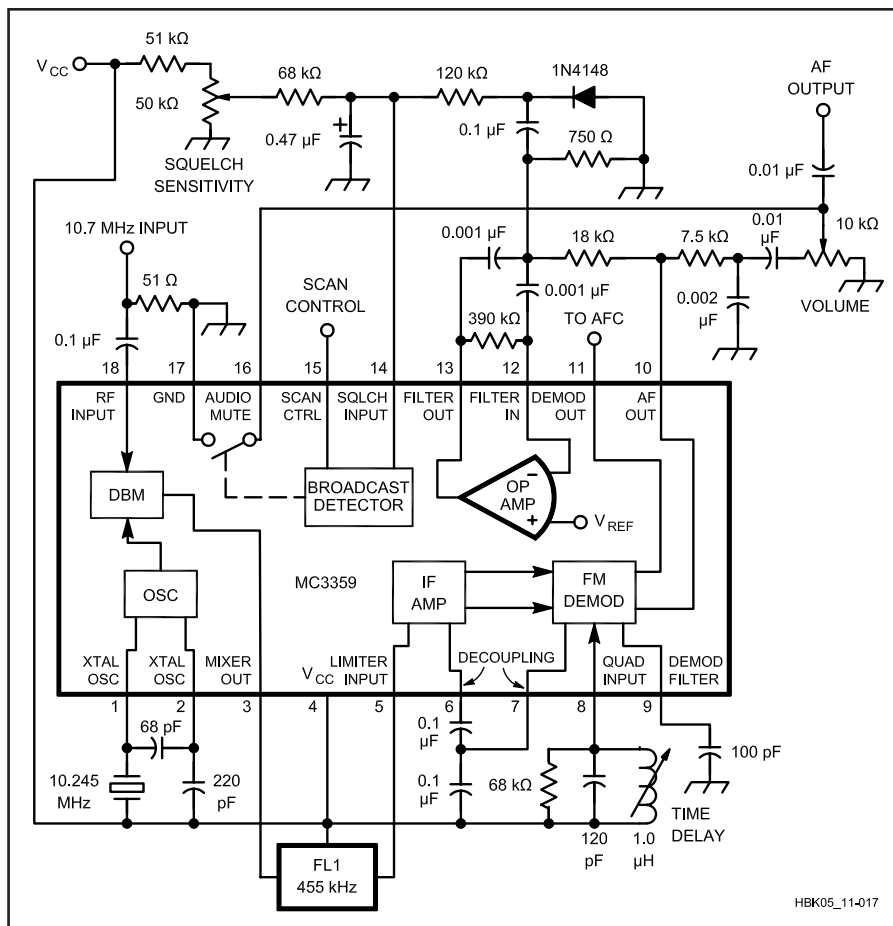 51 kΩ
V CC
50 kΩ
SQUELCH
SENSITIVITY
68 kΩ
+
0.47 µF
120 kΩ
1N4148
0.1 µF
750 Ω
AF
OUTPUT
0.01 µF
10.7 MHz INPUT
51 Ω
0.1 µF
SCAN
CONTROL
0.001 µF
18 kΩ
0.001 µF
390 kΩ
7.5 kΩ
0.01
µF
10 kΩ
VOLUME
0.002
µF
TO AFC
18
17
16
15
14
13
12
11
10
RF
INPUT
GND
AUDIO
MUTE
SCAN
CTRL
SQLCH
INPUT
FILTER
OUT
FILTER
IN
DEMOD
OUT
AF
OUT
DBM
BROADCAST
DETECTOR
−
OP
AMP
+
V REF
OSC
MC3359
IF
AMP
FM
DEMOD
XTAL
OSC
XTAL
OSC
MIXER
OUT
V CC
LIMITER
INPUT
DECOUPLING
QUAD
INPUT
DEMOD
FILTER
1
2
3
4
5
6
7
8
9
68 pF
10.245
MHz
220
pF
0.1
µF
0.1
µF
68 kΩ
120
pF
1.0
µH
100 pF
TIME
DELAY
FL1
455 kHz
HBK05_11-017